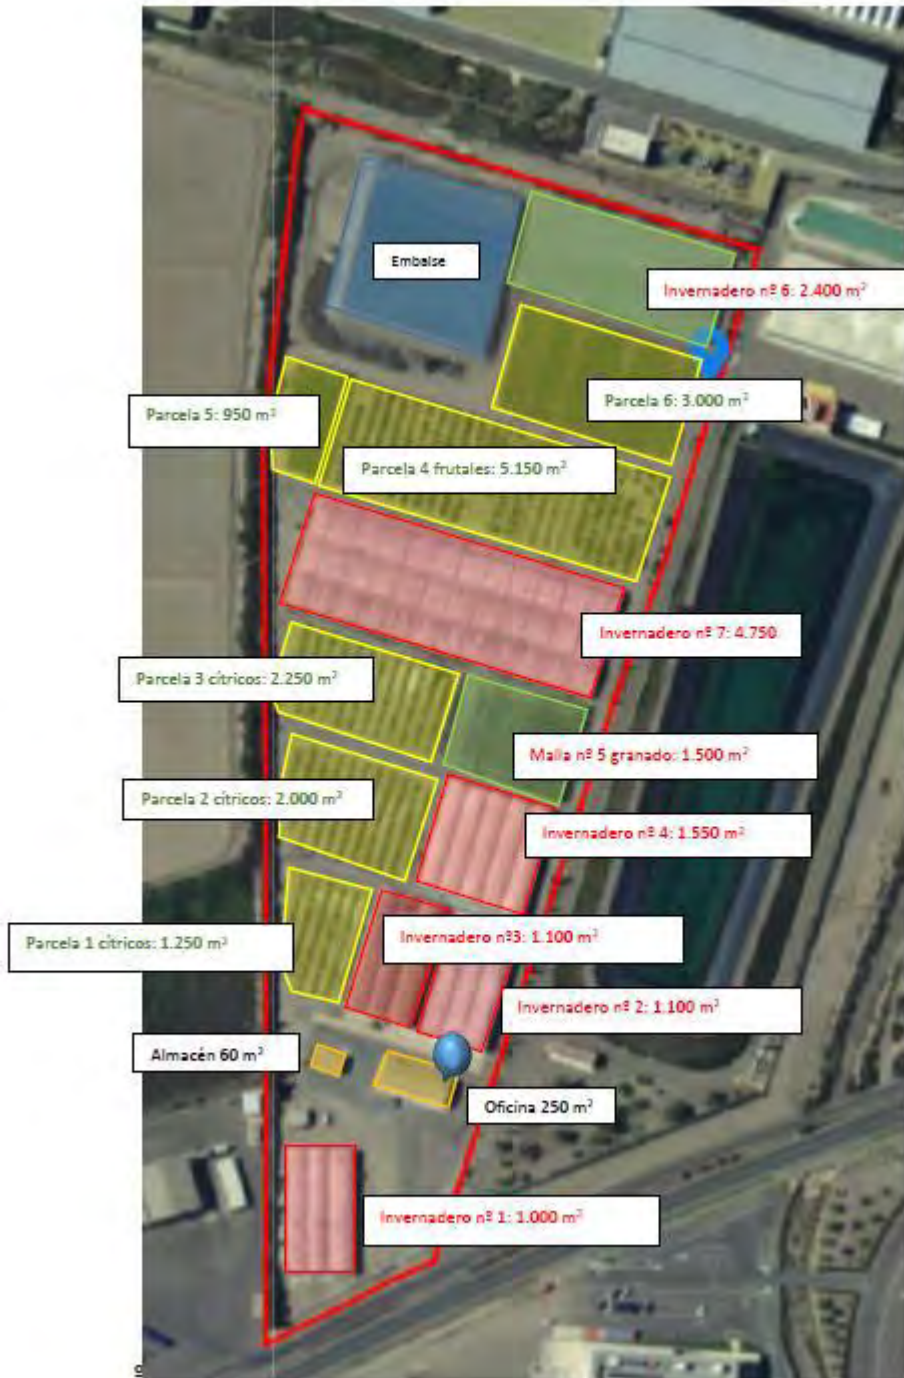 Embalse
Invernadero nº 6: 2.400 m²
Parcela 6: 3.000 m²
Parcela 5: 950 m²
Parcela 4 frutales: 5.150 m²
Invernadero nº 7: 4.750
Parcela 3 cítricos: 2.250 m²
Malla nº 5 granado: 1.500 m²
Parcela 2 cítricos: 2.000 m²
Invernadero nº 4: 1.550 m²
Invernadero nº3: 1.100 m²
Parcela 1 cítricos: 1.250 m²
Invernadero nº 2: 1.100 m²
Almacén 60 m²
Oficina 250 m²
Invernadero nº 1: 1.000 m²